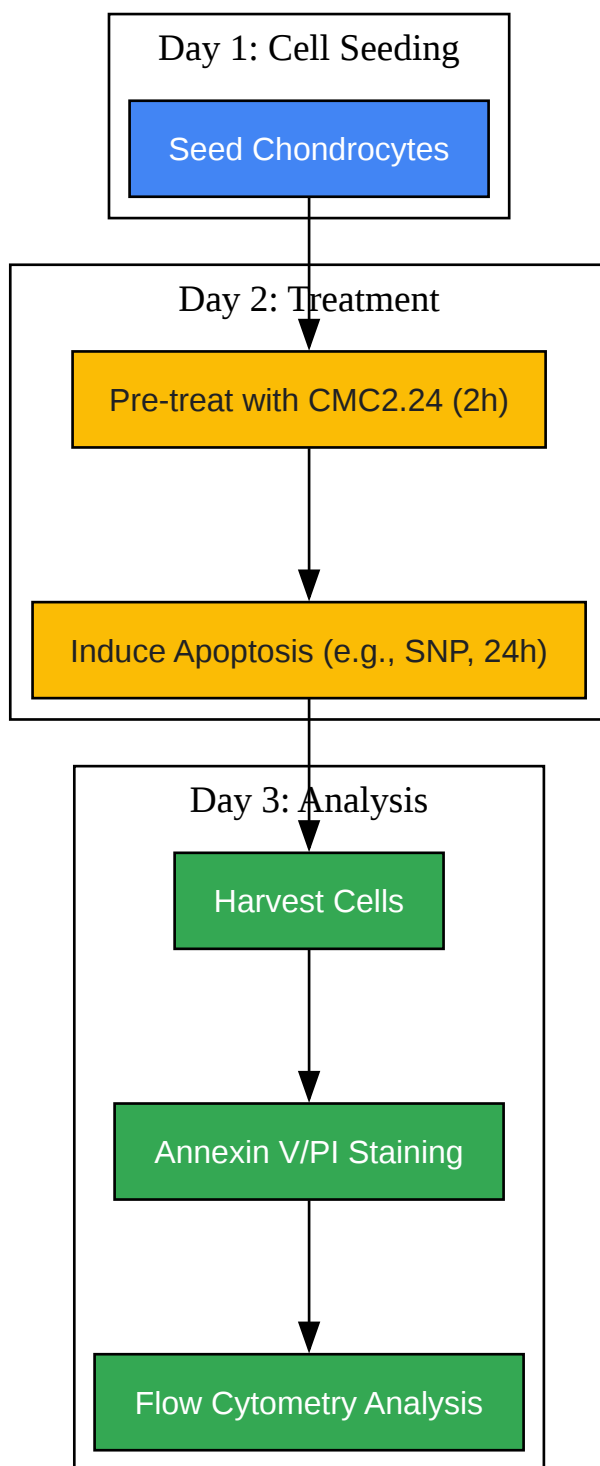 Day 1: Cell Seeding
Seed Chondrocytes
Day 2: Treatment
Pre-treat with CMC2.24 (2h)
Induce Apoptosis (e.g., SNP, 24h)
Day 3: Analysis
Harvest Cells
Annexin V/PI Staining
Flow Cytometry Analysis